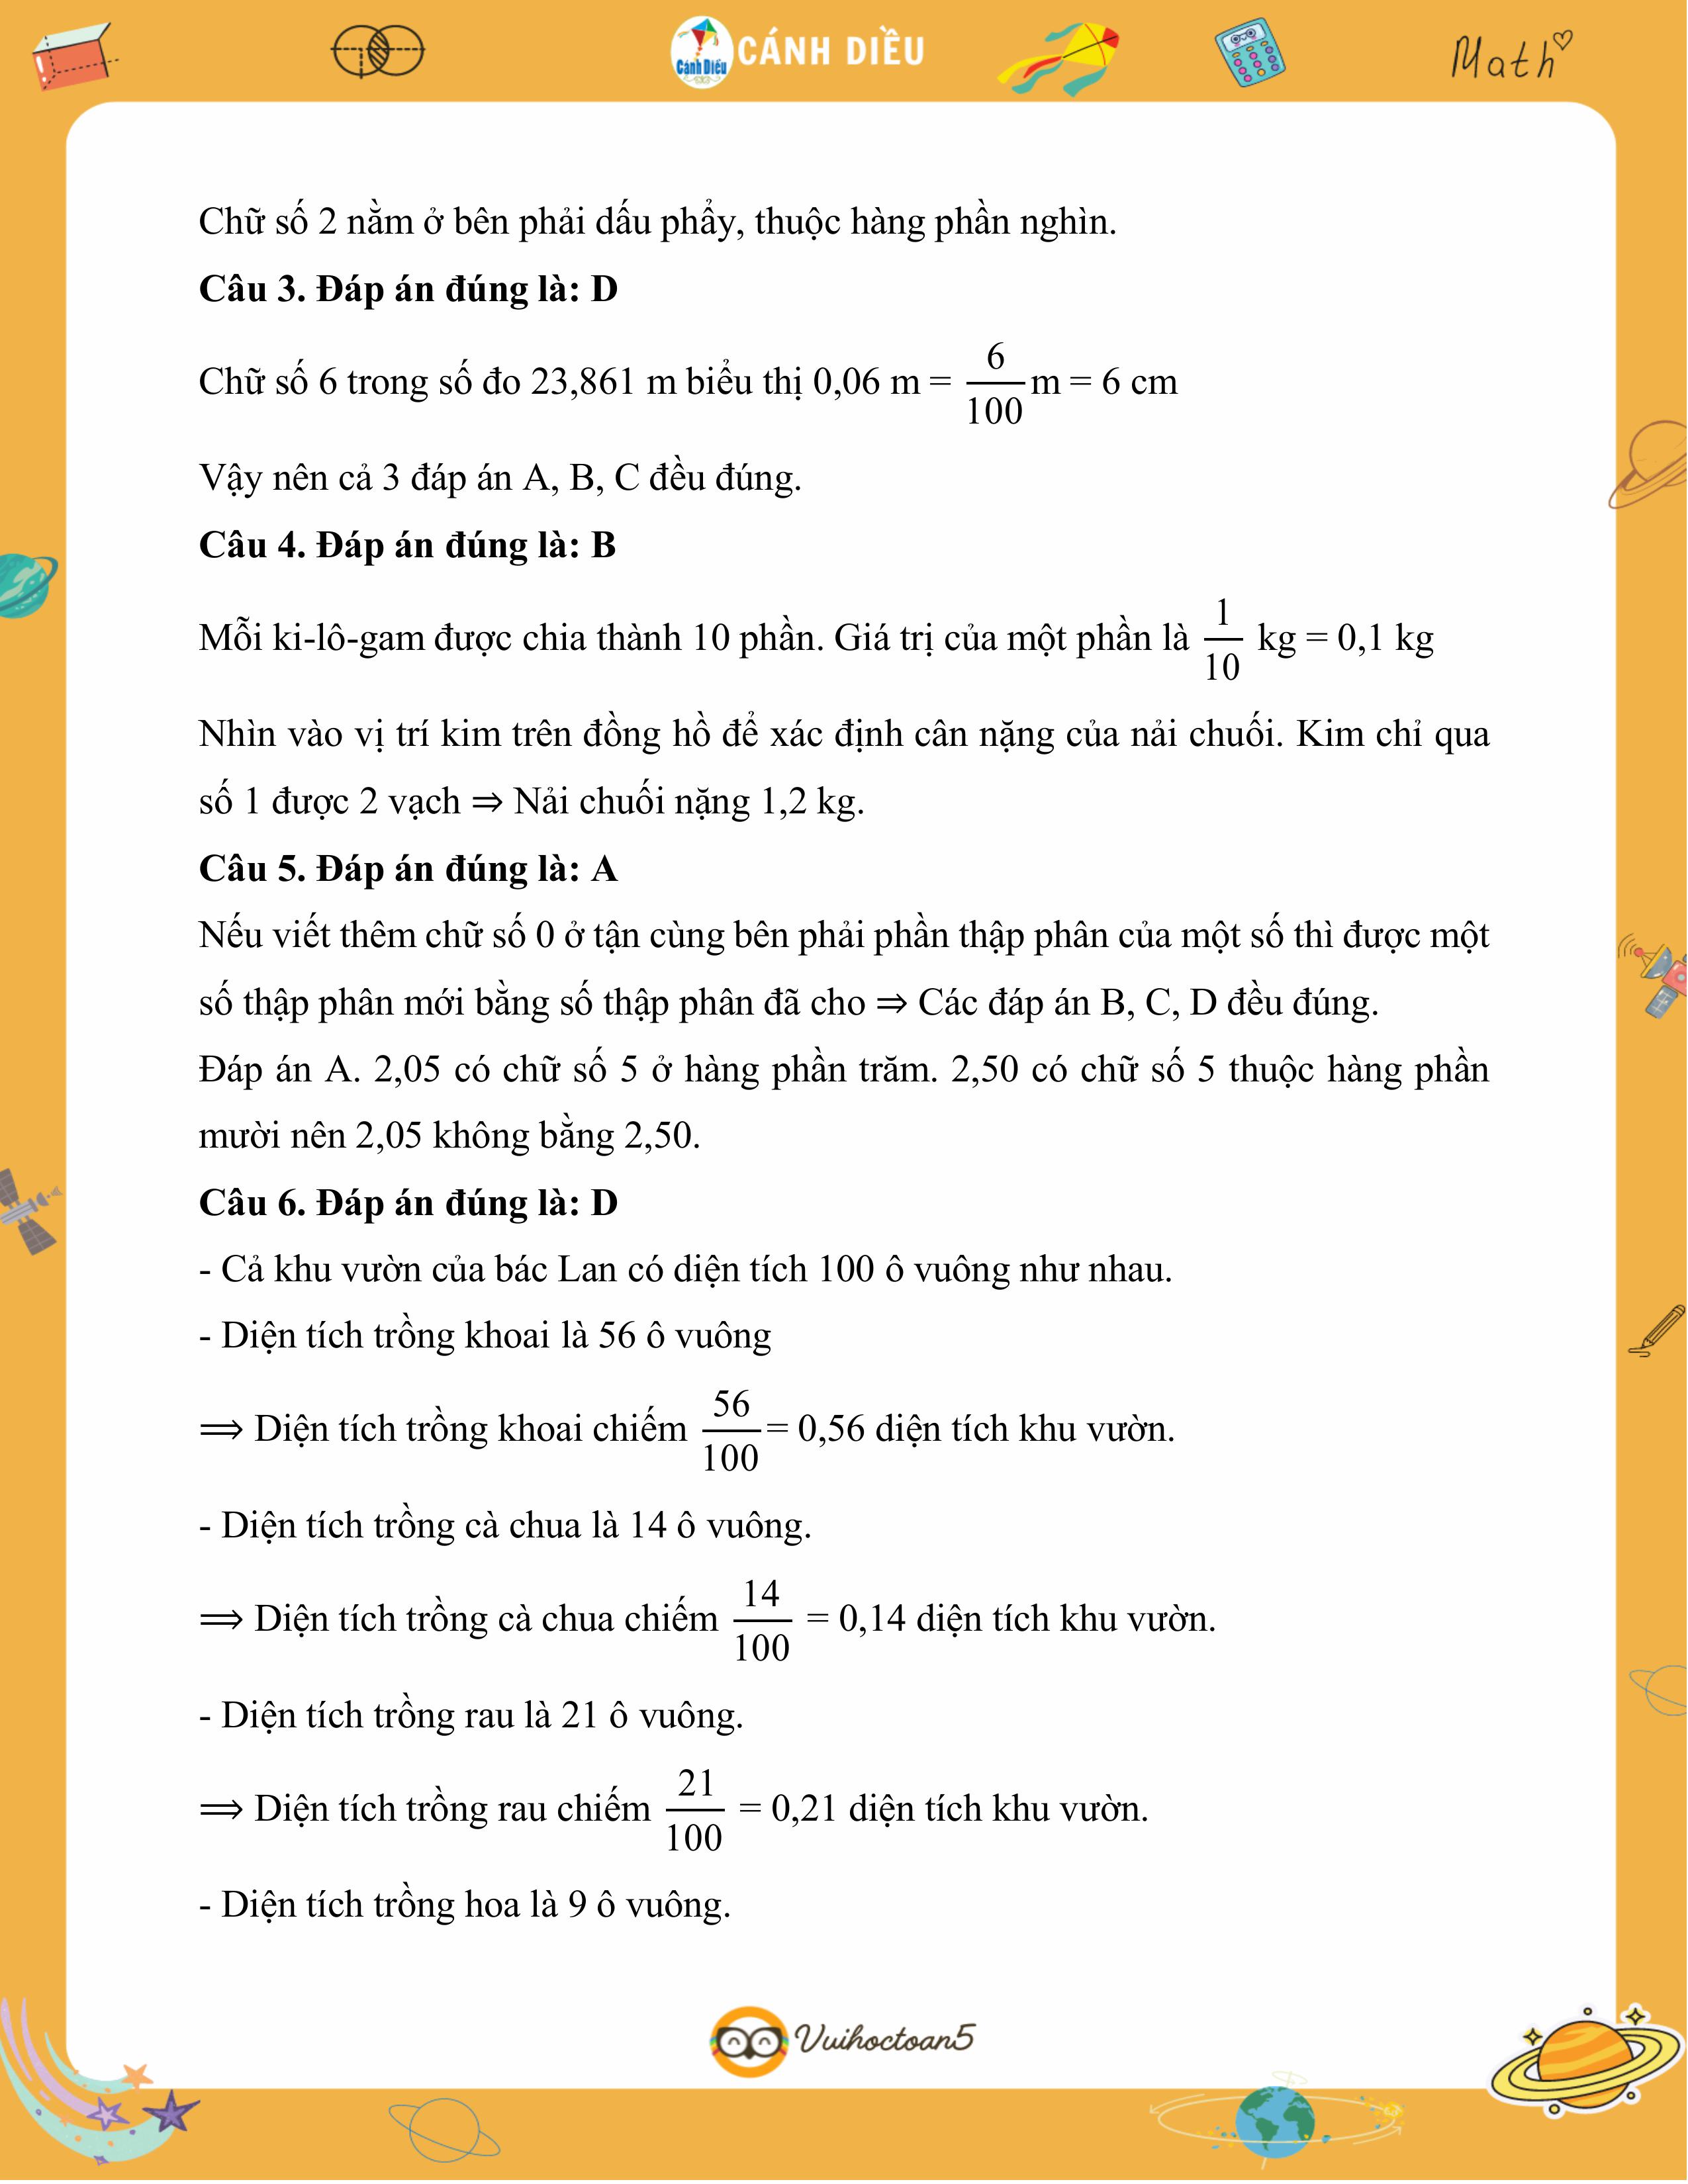 Cánh Diều CÁNH DIỀU Math
Chữ số 2 nằm ở bên phải dấu phẩy, thuộc hàng phần nghìn.
Câu 3. Đáp án đúng là: D
Chữ số 6 trong số đo 23,861 m biểu thị 0,06 m = 6/100 m = 6 cm
Vậy nên cả 3 đáp án A, B, C đều đúng.
Câu 4. Đáp án đúng là: B
Mỗi ki-lô-gam được chia thành 10 phần. Giá trị của một phần là 1/10 kg = 0,1 kg
Nhìn vào vị trí kim trên đồng hồ để xác định cân nặng của nải chuối. Kim chỉ qua
số 1 được 2 vạch ⇒ Nải chuối nặng 1,2 kg.
Câu 5. Đáp án đúng là: A
Nếu viết thêm chữ số 0 ở tận cùng bên phải phần thập phân của một số thì được một
số thập phân mới bằng số thập phân đã cho ⇒ Các đáp án B, C, D đều đúng.
Đáp án A. 2,05 có chữ số 5 ở hàng phần trăm. 2,50 có chữ số 5 thuộc hàng phần
mười nên 2,05 không bằng 2,50.
Câu 6. Đáp án đúng là: D
- Cả khu vườn của bác Lan có diện tích 100 ô vuông như nhau.
- Diện tích trồng khoai là 56 ô vuông
⟹ Diện tích trồng khoai chiếm 56/100 = 0,56 diện tích khu vườn.
- Diện tích trồng cà chua là 14 ô vuông.
⟹ Diện tích trồng cà chua chiếm 14/100 = 0,14 diện tích khu vườn.
- Diện tích trồng rau là 21 ô vuông.
⟹ Diện tích trồng rau chiếm 21/100 = 0,21 diện tích khu vườn.
- Diện tích trồng hoa là 9 ô vuông.
Vuihoctoan5